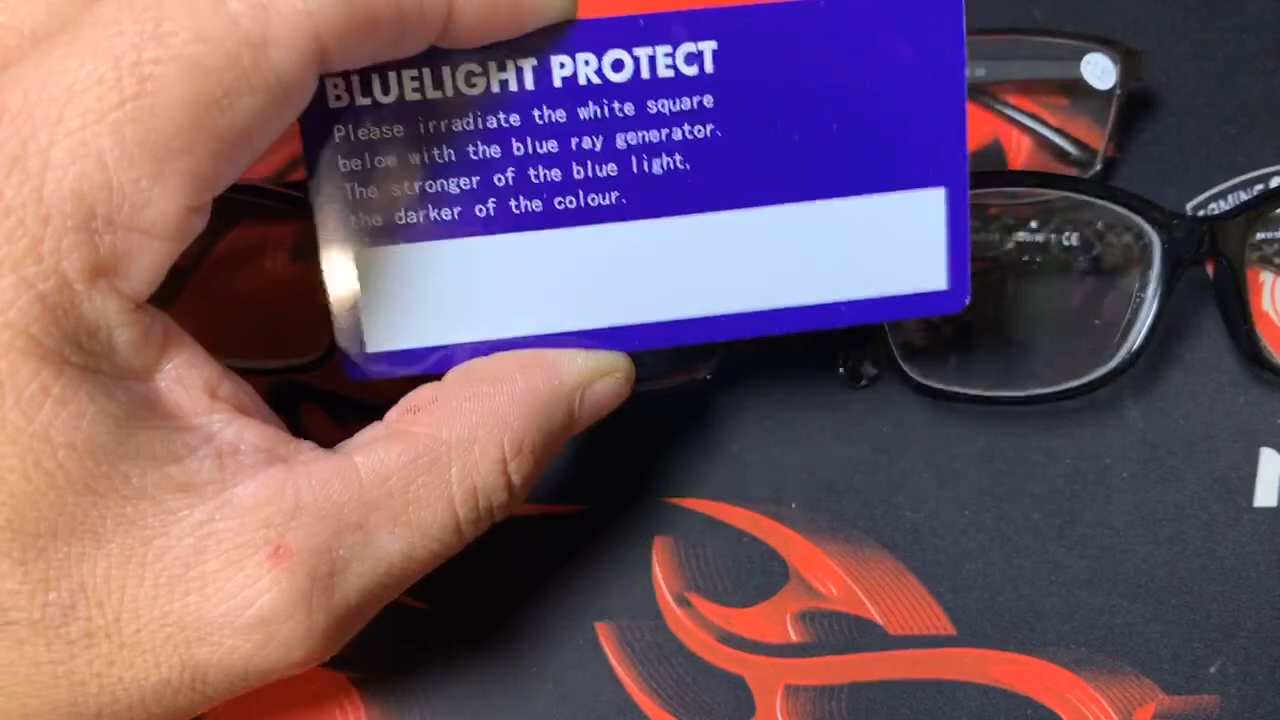 BLUELIGHT PROTECT
Please irradiate the white square
below with the blue ray generator.
The stronger of the blue light,
the darker of the colour.
CE